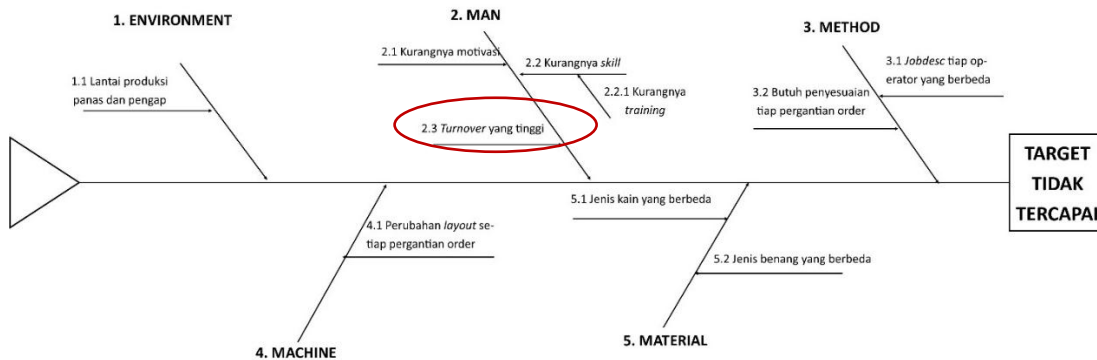 1. ENVIRONMENT
1.1 Lantai produksi
panas dan pengap
2. MAN
2.1 Kurangnya motivasi
2.2 Kurangnya skill
2.2.1 Kurangnya
training
2.3 Turnover yang tinggi
3. METHOD
3.1 Jobdesc tiap op-
erator yang berbeda
3.2 Butuh penyesuaian
tiap pergantian order
TARGET
TIDAK
TERCAPAI
4.1 Perubahan layout se-
tiap pergantian order
4. MACHINE
5.1 Jenis kain yang berbeda
5.2 Jenis benang yang berbeda
5. MATERIAL